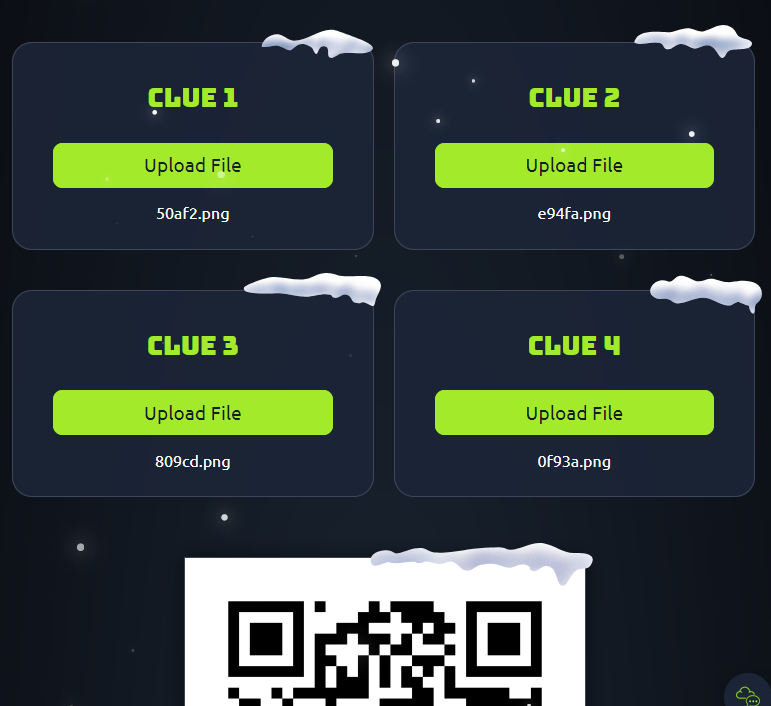 CLUE 1
Upload File
50af2.png
CLUE 2
Upload File
e94fa.png
CLUE 3
Upload File
809cd.png
CLUE 4
Upload File
0f93a.png